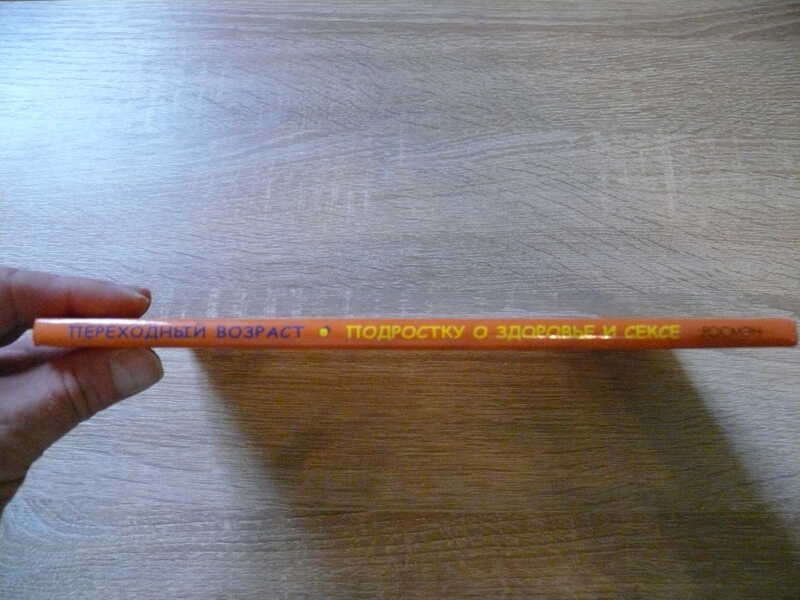 ПЕРЕХОДНЫЙ ВОЗРАСТ • ПОДРОСТКУ О ЗДОРОВЬЕ И СЕКСЕ РОСМЭН